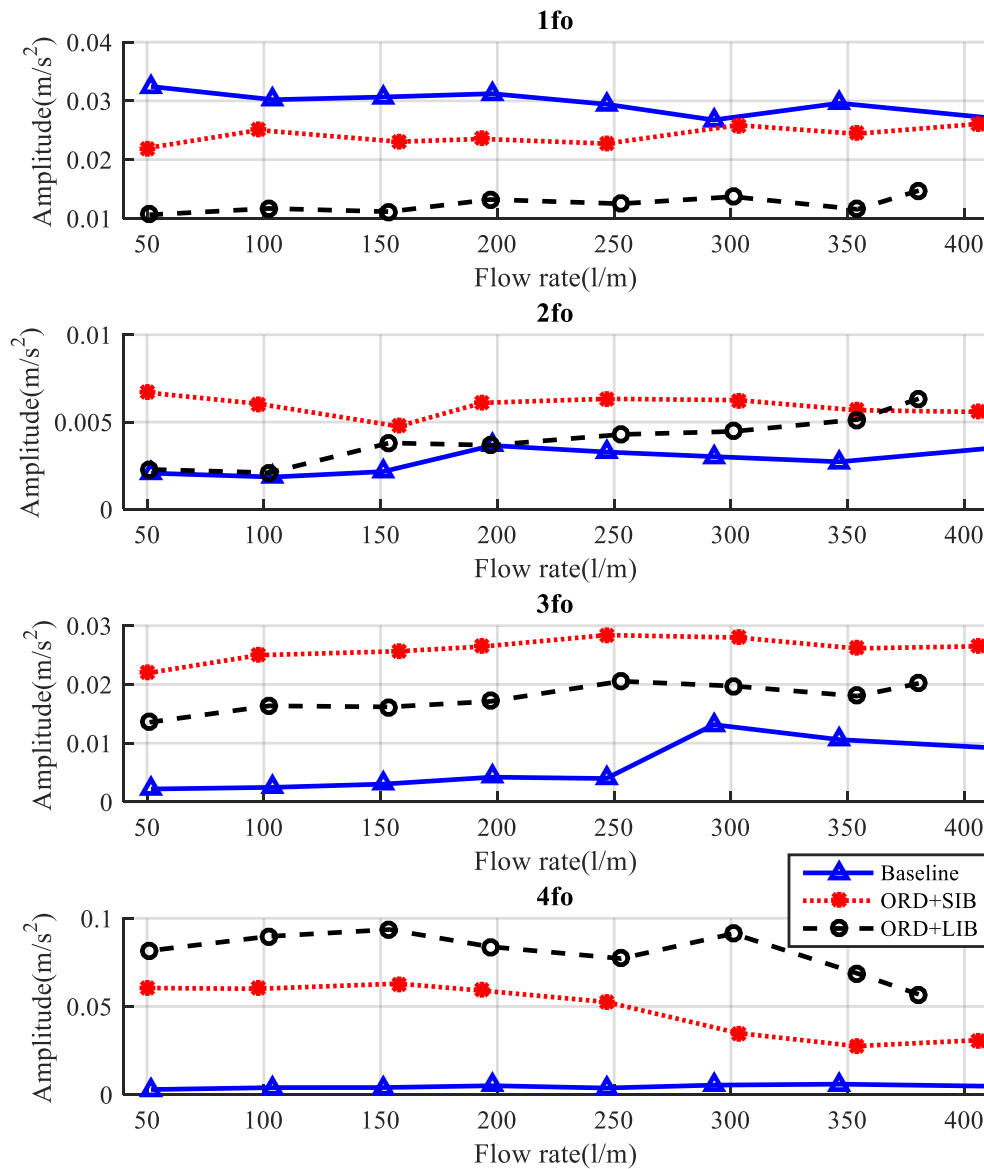 1fo
Amplitude(m/s²)
0.04
0.03
0.02
0.01
50 100 150 200 250 300 350 400
Flow rate(l/m)
2fo
Amplitude(m/s²)
0.01
0.005
0
50 100 150 200 250 300 350 400
Flow rate(l/m)
3fo
Amplitude(m/s²)
0.03
0.02
0.01
0
50 100 150 200 250 300 350 400
Flow rate(l/m)
Baseline
ORD+SIB
ORD+LIB
4fo
Amplitude(m/s²)
0.1
0.05
0
50 100 150 200 250 300 350 400
Flow rate(l/m)